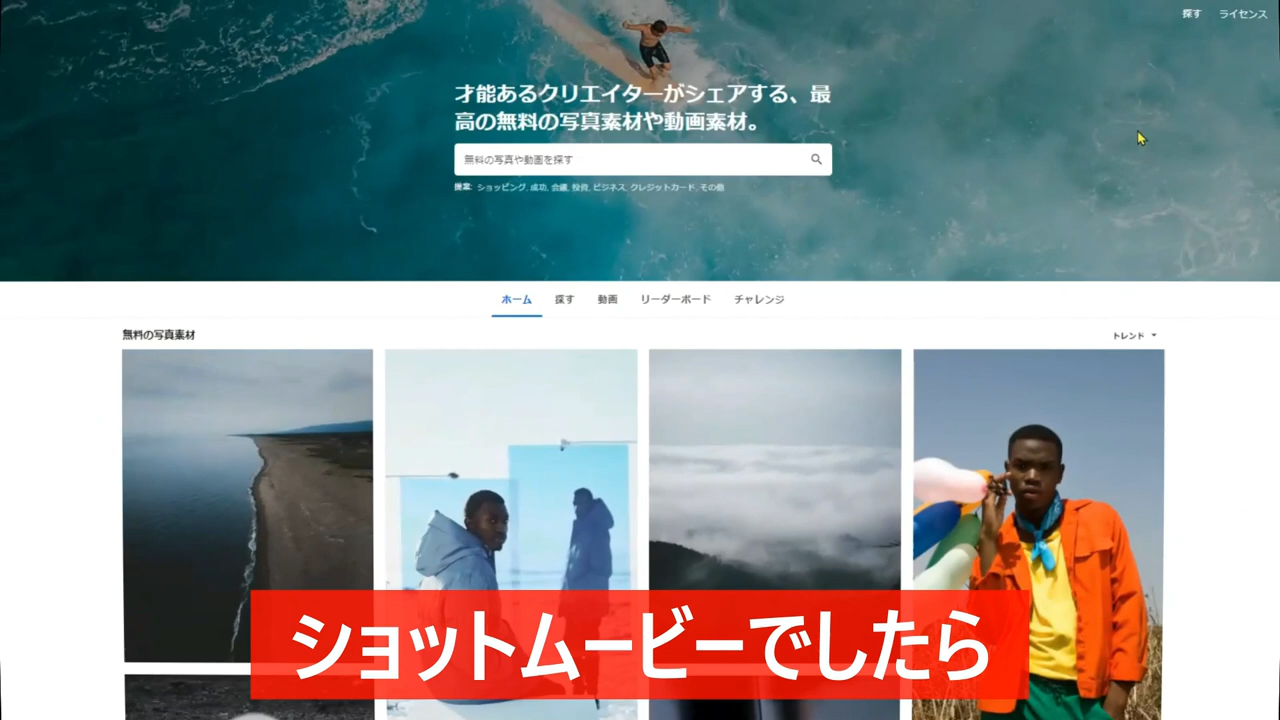 探す ライセンス
才能あるクリエイターがシェアする、最
高の無料の写真素材や動画素材。
無料の写真や動画を探す
提案: ショッピング, 成功, 会議, 投資, ビジネス, クレジットカード, その他
ホーム 探す 動画 リーダーボード チャレンジ
無料の写真素材 トレンド
ショットムービーでしたら